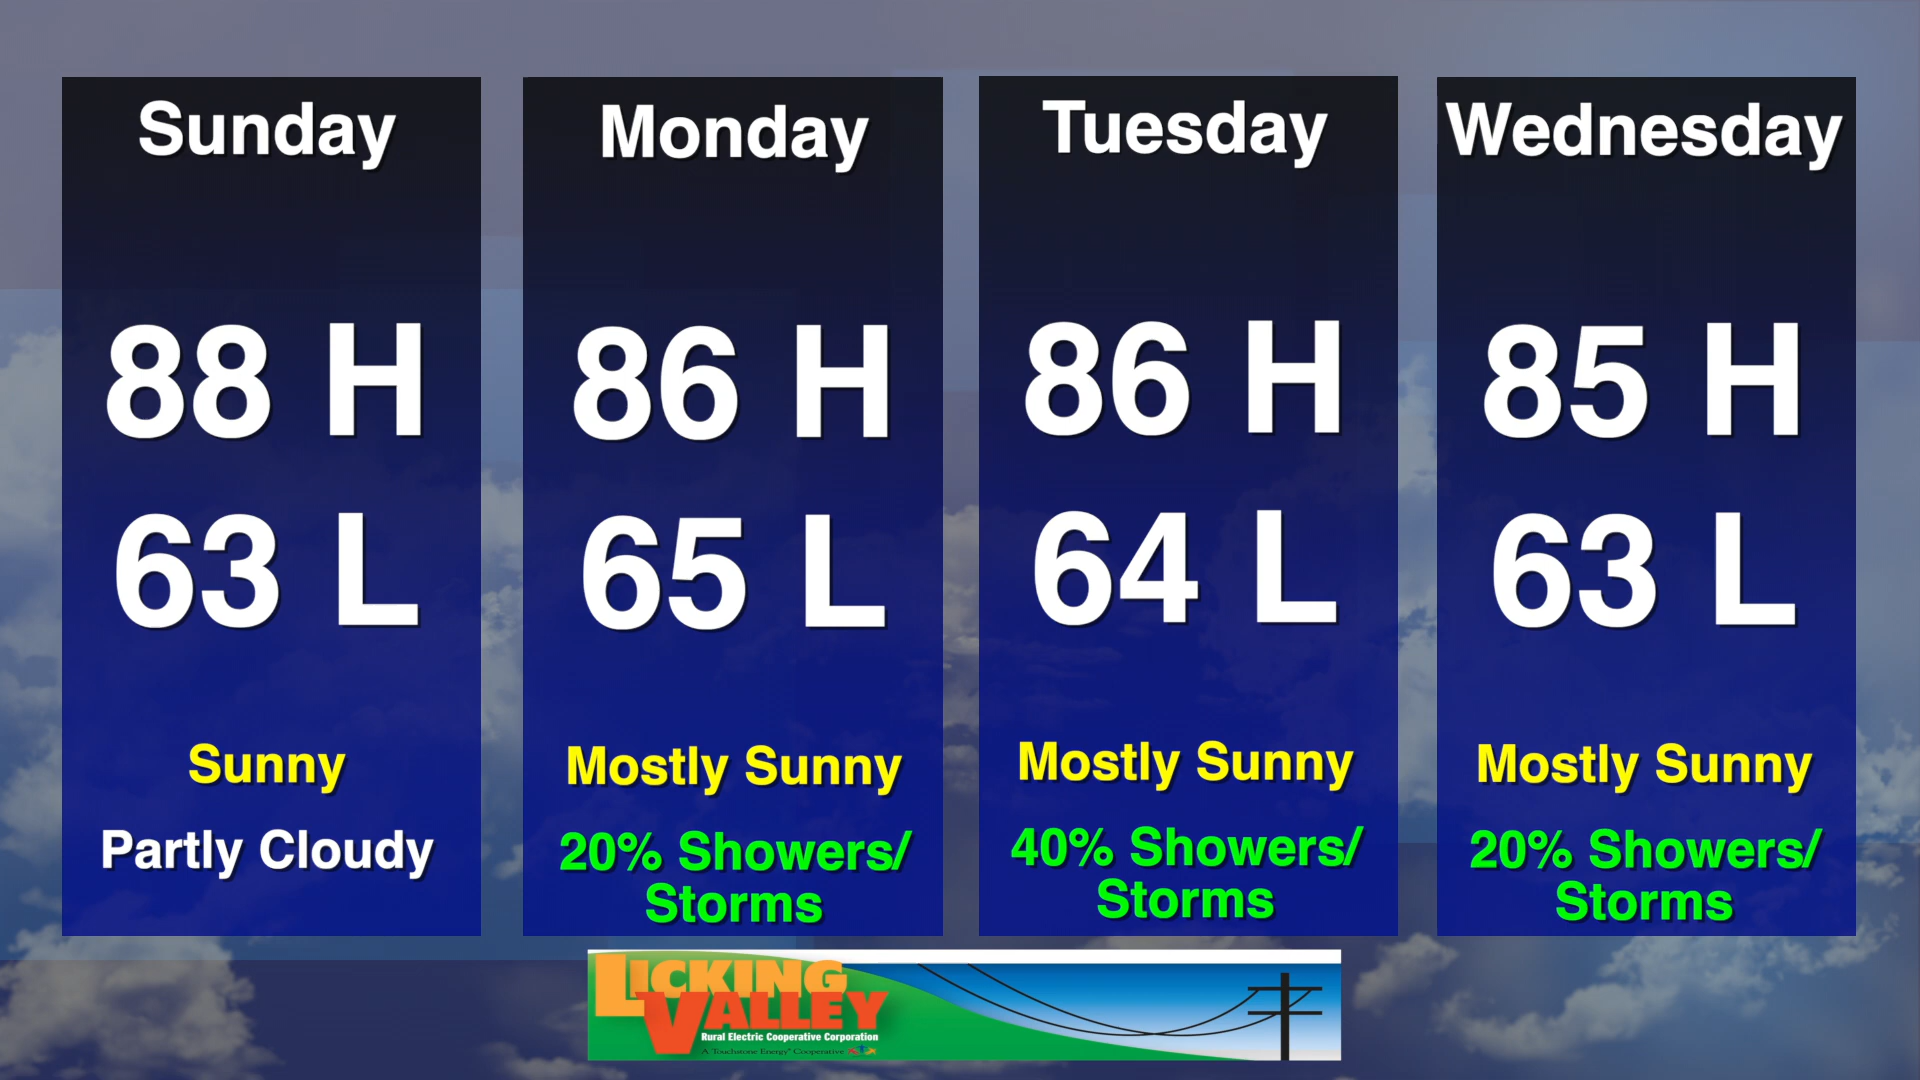 Sunday
88 H
63 L
Sunny
Partly Cloudy
Monday
86 H
65 L
Mostly Sunny
20% Showers/
Storms
Tuesday
86 H
64 L
Mostly Sunny
40% Showers/
Storms
Wednesday
85 H
63 L
Mostly Sunny
20% Showers/
Storms
LICKING
VALLEY
Rural Electric Cooperative Corporation
A Touchstone Energy® Cooperative